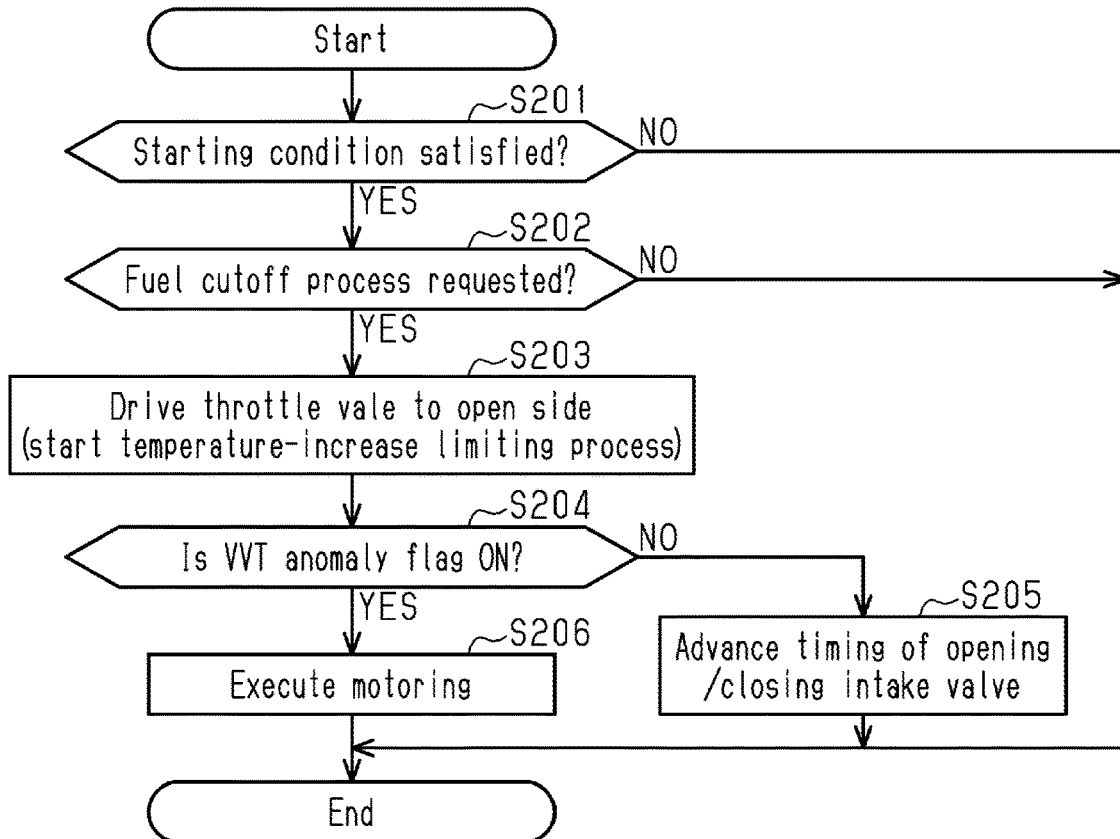 Start
S201
Starting condition satisfied?
NO
YES
S202
Fuel cutoff process requested?
NO
YES
S203
Drive throttle vale to open side
(start temperature-increase limiting process)
S204
Is VVT anomaly flag ON?
NO
YES
S205
Advance timing of opening
/closing intake valve
S206
Execute motoring
End